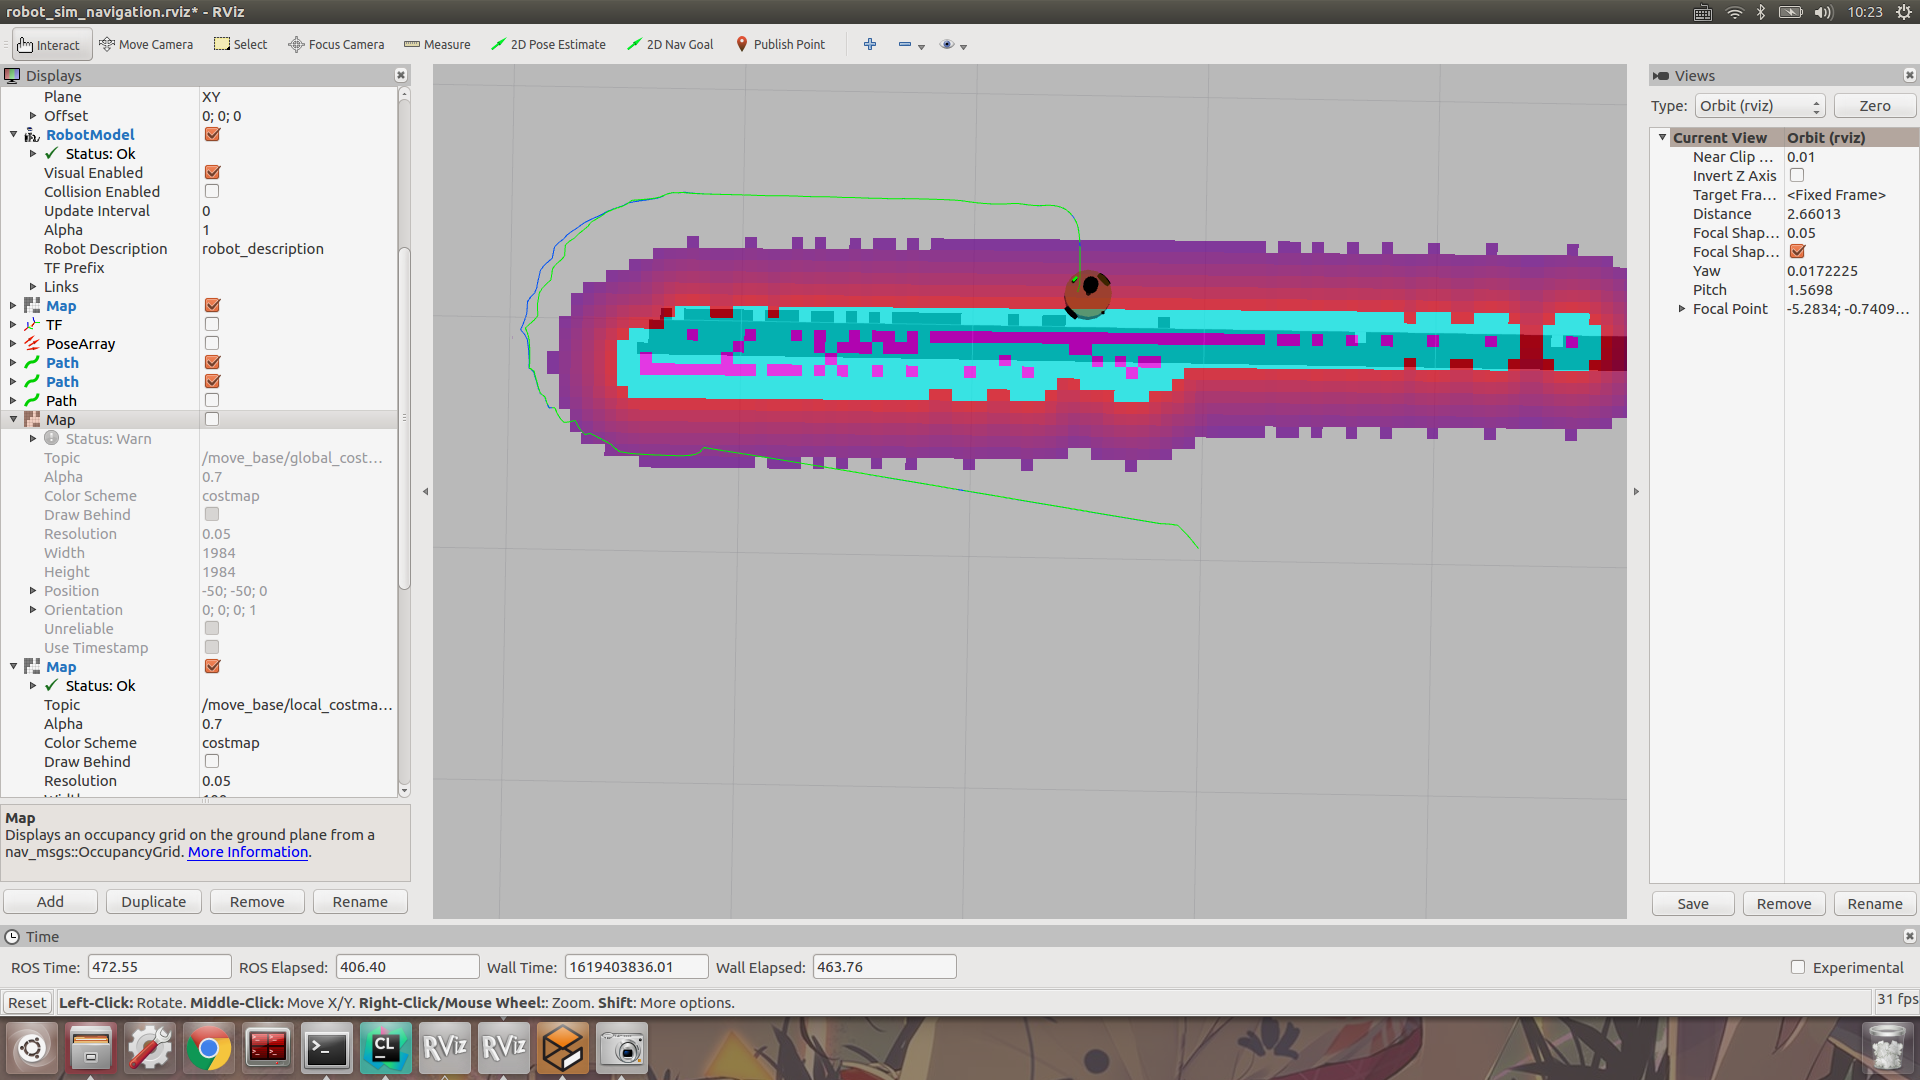 robot_sim_navigation.rviz* - RViz
10:23
Interact Move Camera Select Focus Camera Measure 2D Pose Estimate 2D Nav Goal Publish Point
Displays
Plane XY
Offset 0; 0; 0
RobotModel
Status: Ok
Visual Enabled
Collision Enabled
Update Interval 0
Alpha 1
Robot Description robot_description
TF Prefix
Links
Map
TF
PoseArray
Path
Path
Path
Map
Status: Warn
Topic /move_base/global_cost...
Alpha 0.7
Color Scheme costmap
Draw Behind
Resolution 0.05
Width 1984
Height 1984
Position -50; -50; 0
Orientation 0; 0; 0; 1
Unreliable
Use Timestamp
Map
Status: Ok
Topic /move_base/local_costma...
Alpha 0.7
Color Scheme costmap
Draw Behind
Resolution 0.05
Map
Displays an occupancy grid on the ground plane from a
nav_msgs::OccupancyGrid. More Information.
Add Duplicate Remove Rename
Views
Type: Orbit (rviz) Zero
Current View Orbit (rviz)
Near Clip ... 0.01
Invert Z Axis
Target Fra... <Fixed Frame>
Distance 2.66013
Focal Shap... 0.05
Focal Shap...
Yaw 0.0172225
Pitch 1.5698
Focal Point -5.2834; -0.7409...
Save Remove Rename
Time
ROS Time: 472.55 ROS Elapsed: 406.40 Wall Time: 1619403836.01 Wall Elapsed: 463.76 Experimental
Reset Left-Click: Rotate. Middle-Click: Move X/Y. Right-Click/Mouse Wheel:: Zoom. Shift: More options. 31 fps
CL RViz RViz